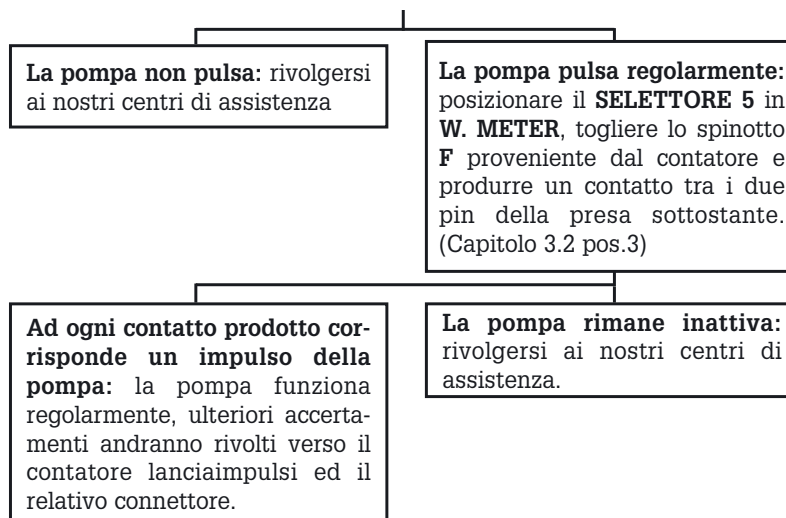 La pompa non pulsa: rivolgersi
ai nostri centri di assistenza
La pompa pulsa regolarmente:
posizionare il SELETTORE 5 in
W. METER, togliere lo spinotto
F proveniente dal contatore e
produrre un contatto tra i due
pin della presa sottostante.
(Capitolo 3.2 pos.3)
Ad ogni contatto prodotto cor-
risponde un impulso della
pompa: la pompa funziona
regolarmente, ulteriori accerta-
menti andranno rivolti verso il
contatore lanciaimpulsi ed il
relativo connettore.
La pompa rimane inattiva:
rivolgersi ai nostri centri di
assistenza.